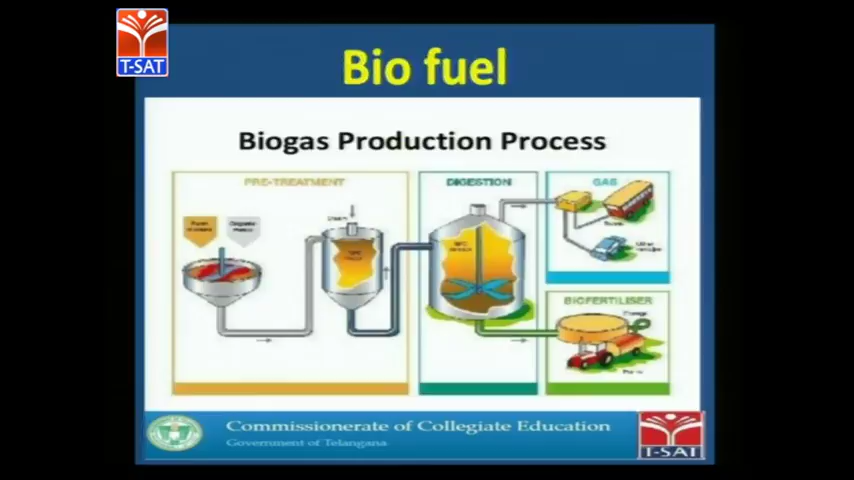 T-SAT
Bio fuel
Biogas Production Process
PRE-TREATMENT
DIGESTION
GAS
Steam
BIOFERTILISER
Commissionerate of Collegiate Education
Government of Telangana
T-SAT